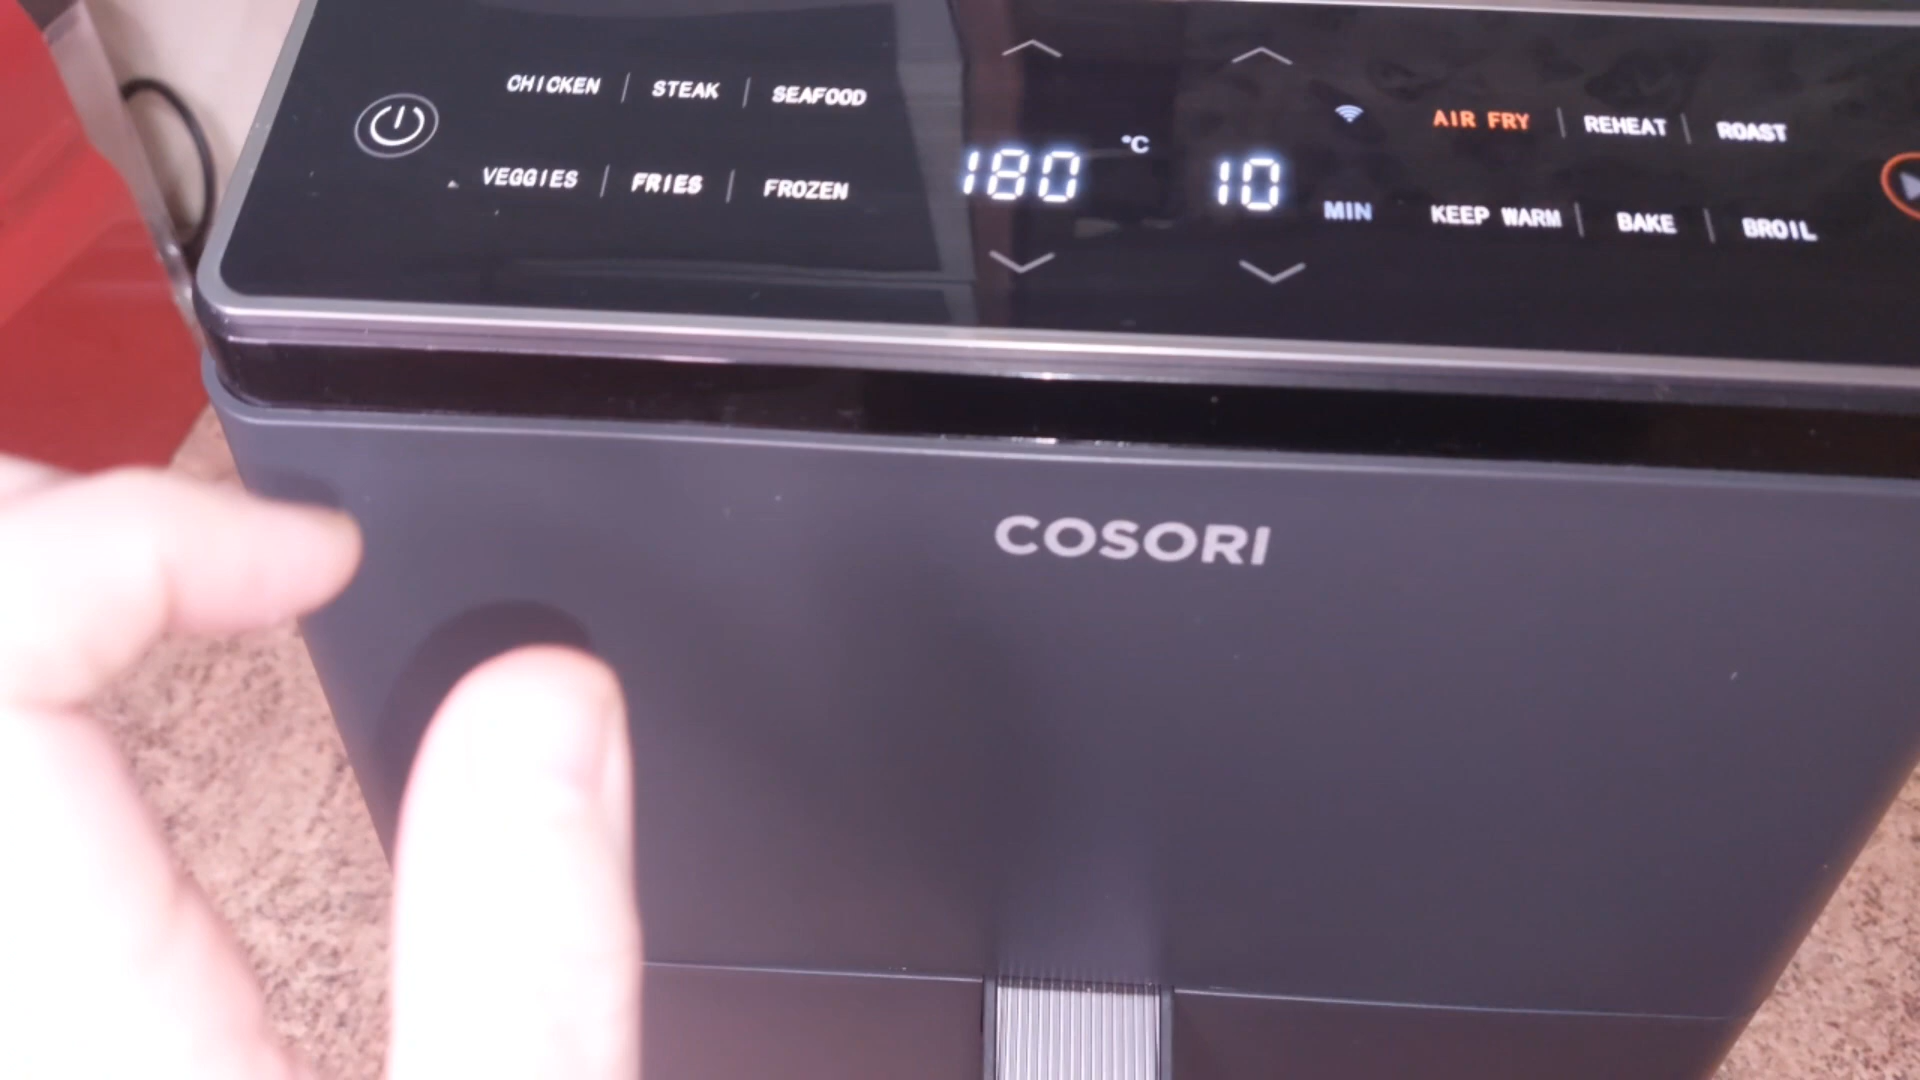 CHICKEN | STEAK | SEAFOOD
VEGGIES | FRIES | FROZEN
180 °C
10 MIN
AIR FRY | REHEAT | ROAST
KEEP WARM | BAKE | BROIL
COSORI